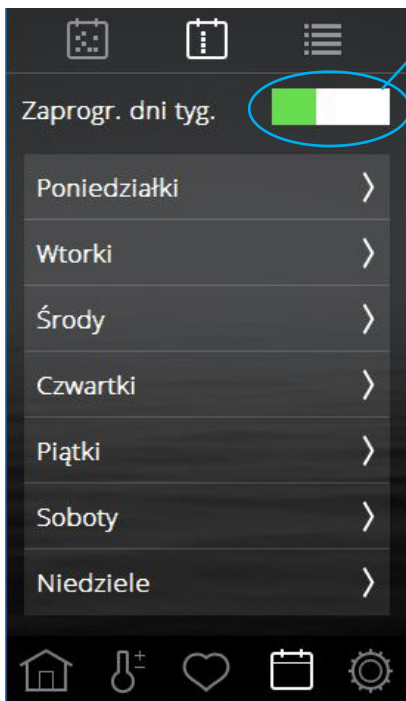 Zaprogr. dni tyg.
Poniedziałki
Wtorki
Środy
Czwartki
Piątki
Soboty
Niedziele